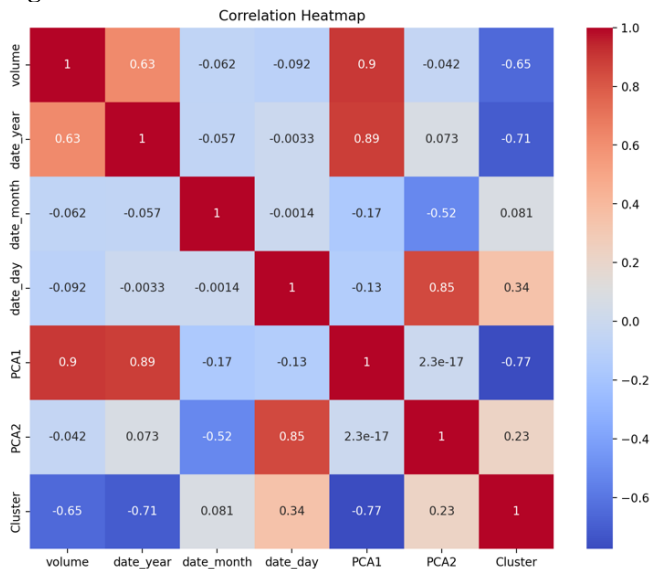 Correlation Heatmap
volume 1 0.63 -0.062 -0.092 0.9 -0.042 -0.65
date_year 0.63 1 -0.057 -0.0033 0.89 0.073 -0.71
date_month -0.062 -0.057 1 -0.0014 -0.17 -0.52 0.081
date_day -0.092 -0.0033 -0.0014 1 -0.13 0.85 0.34
PCA1 0.9 0.89 -0.17 -0.13 1 2.3e-17 -0.77
PCA2 -0.042 0.073 -0.52 0.85 2.3e-17 1 0.23
Cluster -0.65 -0.71 0.081 0.34 -0.77 0.23 1
volume date_year date_month date_day PCA1 PCA2 Cluster
1.0
0.8
0.6
0.4
0.2
0.0
−0.2
−0.4
−0.6